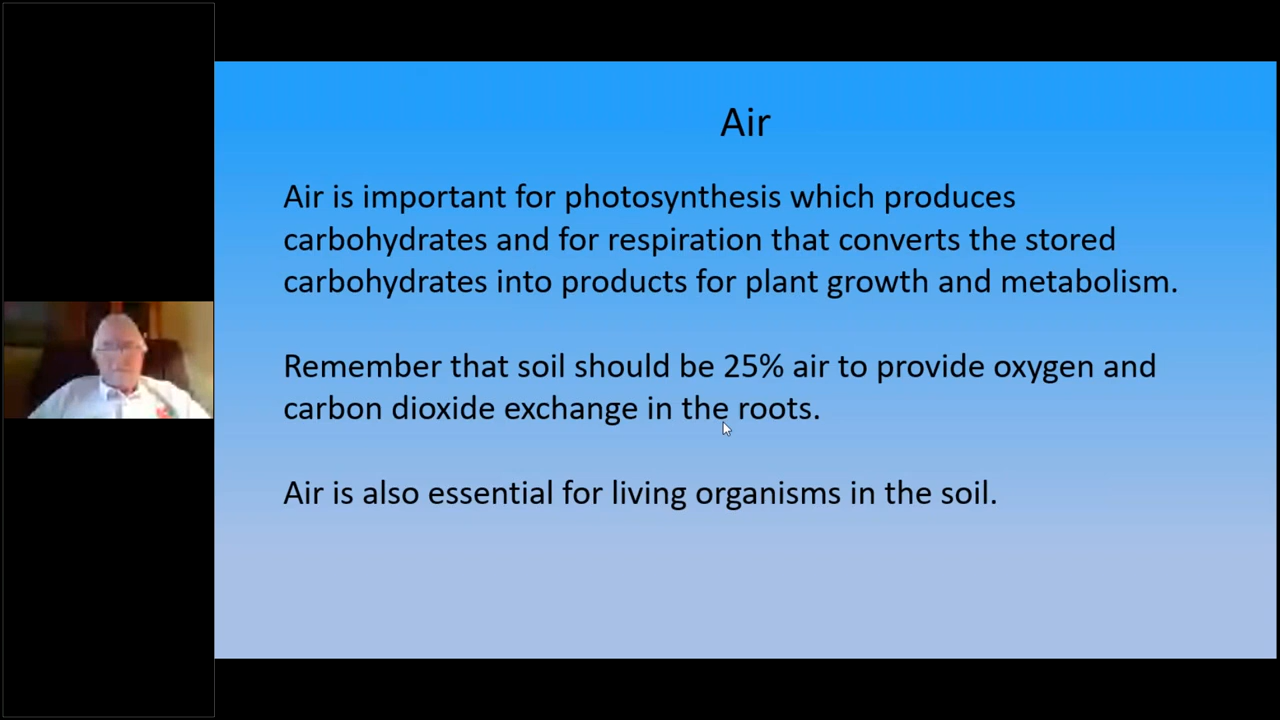 Air
Air is important for photosynthesis which produces
carbohydrates and for respiration that converts the stored
carbohydrates into products for plant growth and metabolism.
Remember that soil should be 25% air to provide oxygen and
carbon dioxide exchange in the roots.
Air is also essential for living organisms in the soil.